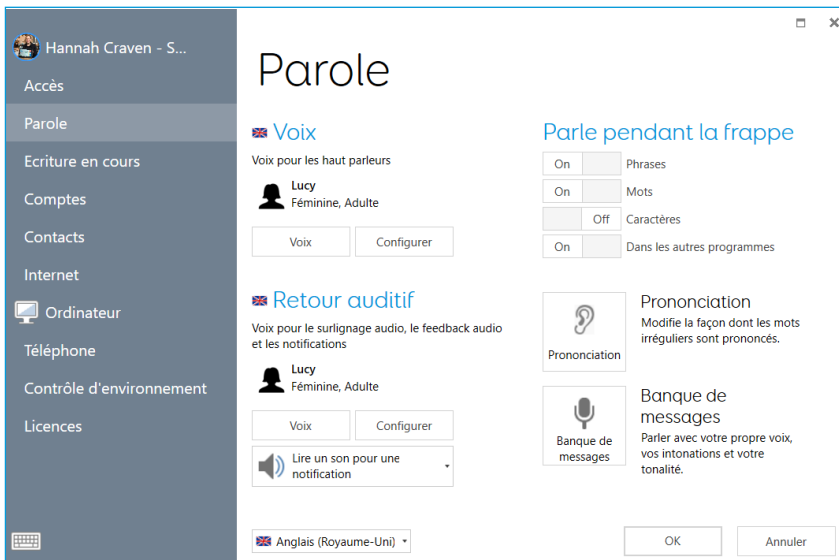 Hannah Craven - S...
Accès
Parole
Ecriture en cours
Comptes
Contacts
Internet
Ordinateur
Téléphone
Contrôle d'environnement
Licences
Parole
Voix
Voix pour les haut parleurs
Lucy
Féminine, Adulte
Voix
Configurer
Retour auditif
Voix pour le surlignage audio, le feedback audio
et les notifications
Lucy
Féminine, Adulte
Voix
Configurer
Lire un son pour une
notification
Anglais (Royaume-Uni)
Parle pendant la frappe
On Phrases
On Mots
Off Caractères
On Dans les autres programmes
Prononciation
Prononciation
Modifie la façon dont les mots
irréguliers sont prononcés.
Banque de
messages
Banque de
messages
Parler avec votre propre voix,
vos intonations et votre
tonalité.
OK
Annuler